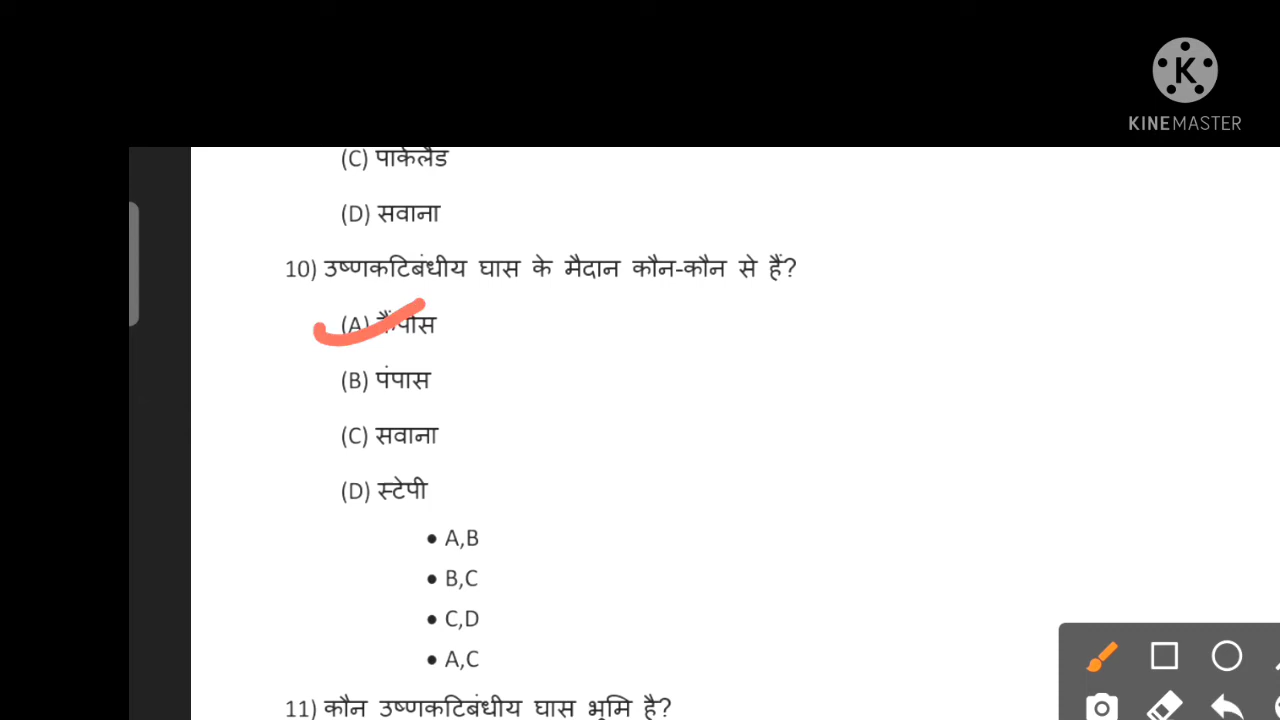 KINEMASTER
(C) पार्कलैंड
(D) सवाना
10) उष्णकटिबंधीय घास के मैदान कौन-कौन से हैं?
(A) कैंपोस
(B) पंपास
(C) सवाना
(D) स्टेपी
• A,B
• B,C
• C,D
• A,C
11) कौन उष्णकटिबंधीय घास भूमि है?